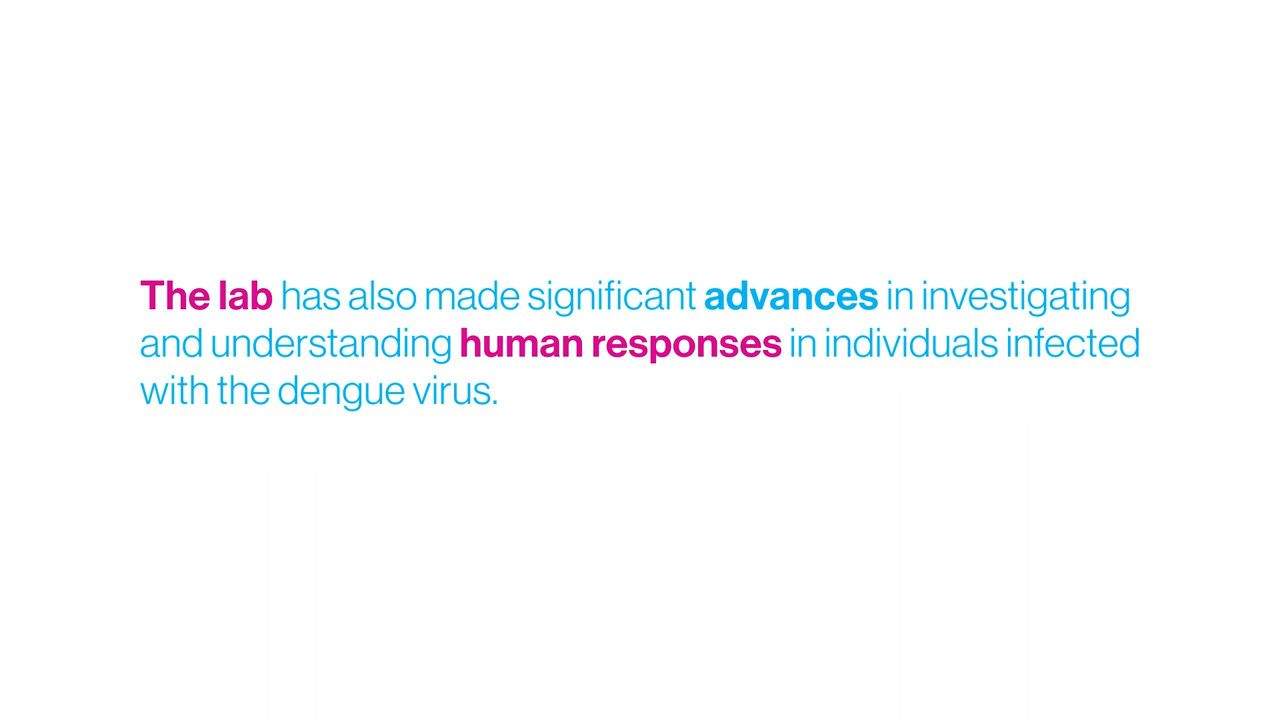 The lab has also made significant advances in investigating
and understanding human responses in individuals infected
with the dengue virus.